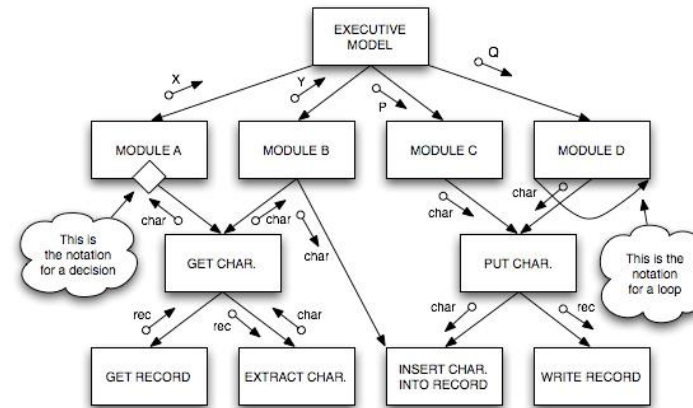 EXECUTIVE
MODEL
X
Y
P
Q
MODULE A
MODULE B
MODULE C
MODULE D
char
char
char
char
char
This is
the notation
for a decision
GET CHAR.
PUT CHAR.
This is the
notation
for a loop
rec
rec
char
char
rec
GET RECORD
EXTRACT CHAR.
INSERT CHAR.
INTO RECORD
WRITE RECORD